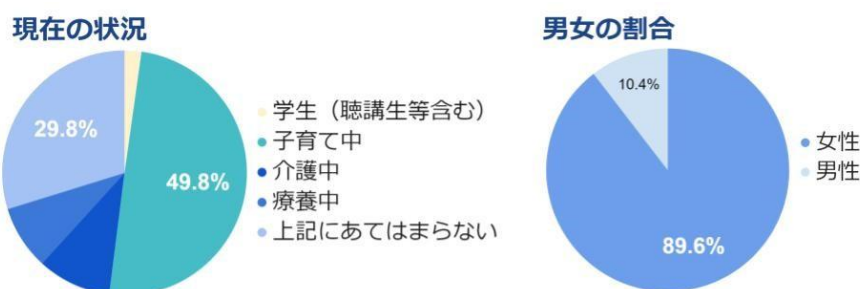 現在の状況
29.8%
49.8%
学生（聴講生等含む）
子育て中
介護中
療養中
上記にあてはまらない
男女の割合
10.4%
89.6%
女性
男性